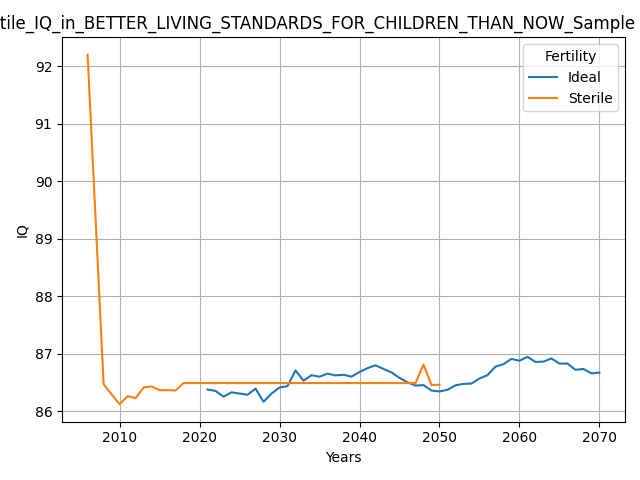 tile_IQ_in_BETTER_LIVING_STANDARDS_FOR_CHILDREN_THAN_NOW_Sample
Fertility
Ideal
Sterile
92
91
90
89
88
87
86
IQ
2010 2020 2030 2040 2050 2060 2070
Years